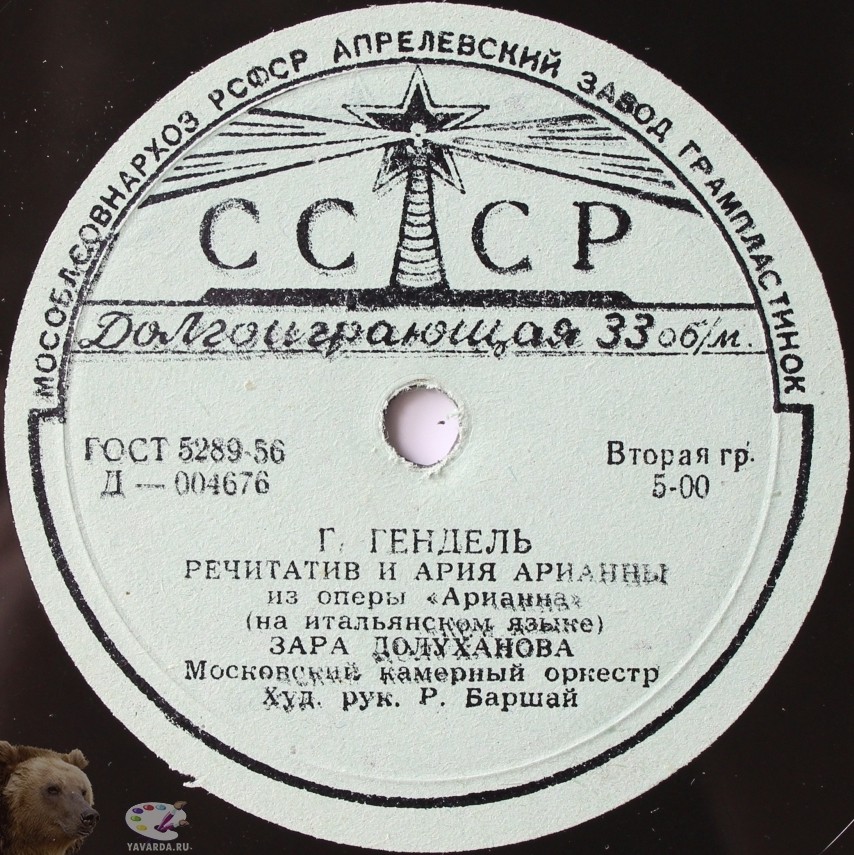 МОСОБЛСОВНАРХОЗ РСФСР АПРЕЛЕВСКИЙ ЗАВОД ГРАМПЛАСТИНОК
СССР
Долгоиграющая 33 об/м.
ГОСТ 5289-56
Д — 004676
Вторая гр.
5-00
Г. ГЕНДЕЛЬ
РЕЧИТАТИВ И АРИЯ АРИАННЫ
из оперы «Арианна»
(на итальянском языке)
ЗАРА ДОЛУХАНОВА
Московский камерный оркестр
Худ. рук. Р. Баршай
YAVARDA.RU